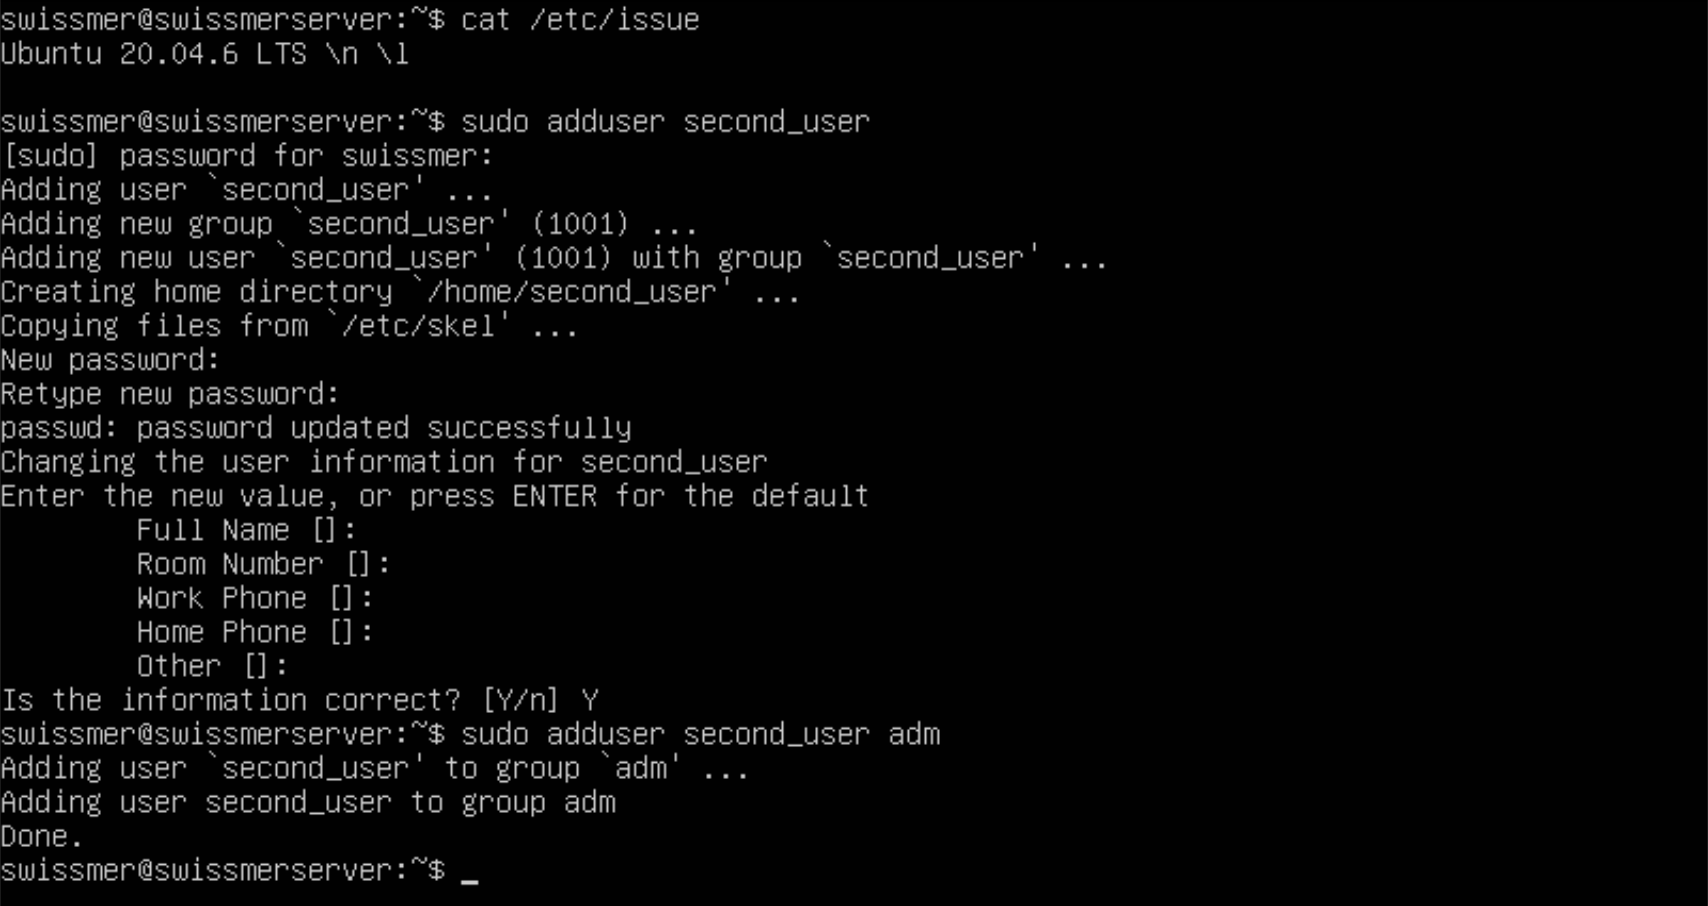 swissmer@swissmerserver:~$ cat /etc/issue
Ubuntu 20.04.6 LTS \n \l
swissmer@swissmerserver:~$ sudo adduser second_user
[sudo] password for swissmer:
Adding user `second_user' ...
Adding new group `second_user' (1001) ...
Adding new user `second_user' (1001) with group `second_user' ...
Creating home directory `/home/second_user' ...
Copying files from `/etc/skel' ...
New password:
Retype new password:
passwd: password updated successfully
Changing the user information for second_user
Enter the new value, or press ENTER for the default
Full Name []:
Room Number []:
Work Phone []:
Home Phone []:
Other []:
Is the information correct? [Y/n] Y
swissmer@swissmerserver:~$ sudo adduser second_user adm
Adding user `second_user' to group `adm' ...
Adding user second_user to group adm
Done.
swissmer@swissmerserver:~$ _